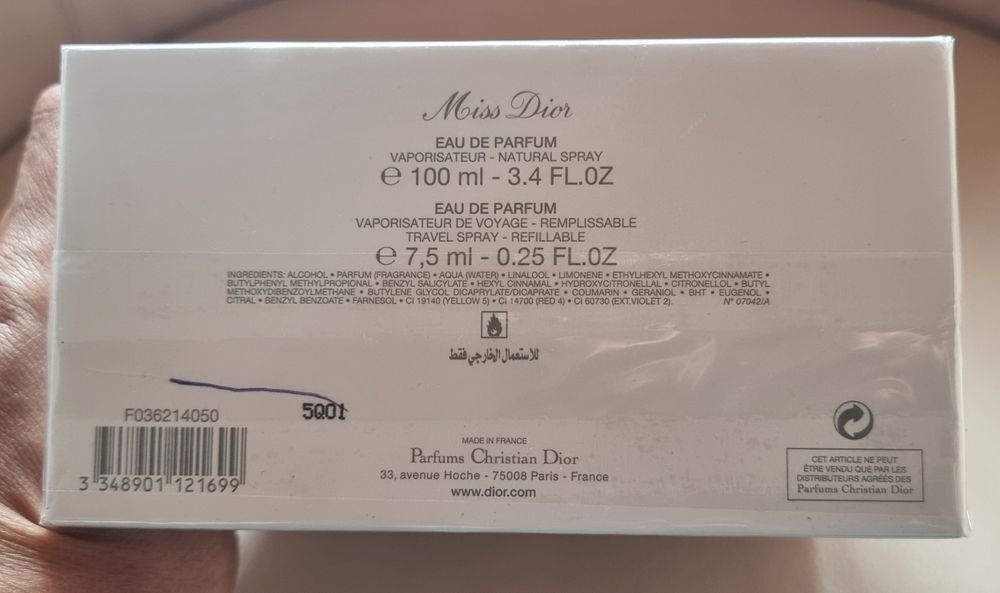 Miss Dior
EAU DE PARFUM
VAPORISATEUR - NATURAL SPRAY
℮ 100 ml - 3.4 FL.OZ
EAU DE PARFUM
VAPORISATEUR DE VOYAGE - REMPLISSABLE
TRAVEL SPRAY - REFILLABLE
℮ 7,5 ml - 0.25 FL.OZ
INGREDIENTS: ALCOHOL • PARFUM (FRAGRANCE) • AQUA (WATER) • LINALOOL • LIMONENE • ETHYLHEXYL METHOXYCINNAMATE •
BUTYLPHENYL METHYLPROPIONAL • BENZYL SALICYLATE • HEXYL CINNAMAL • HYDROXYCITRONELLAL • CITRONELLOL • BUTYL
METHOXYDIBENZOYLMETHANE • BUTYLENE GLYCOL DICAPRYLATE/DICAPRATE • COUMARIN • GERANIOL • BHT • EUGENOL •
CITRAL • BENZYL BENZOATE • FARNESOL • CI 19140 (YELLOW 5) • CI 14700 (RED 4) • CI 60730 (EXT.VIOLET 2). N° 07042/A
للاستعمال الخارجي فقط
F036214050
5Q01
3 348901 121699
MADE IN FRANCE
Parfums Christian Dior
33, avenue Hoche - 75008 Paris - France
www.dior.com
CET ARTICLE NE PEUT
ÊTRE VENDU QUE PAR LES
DISTRIBUTEURS AGRÉÉS DES
Parfums Christian Dior